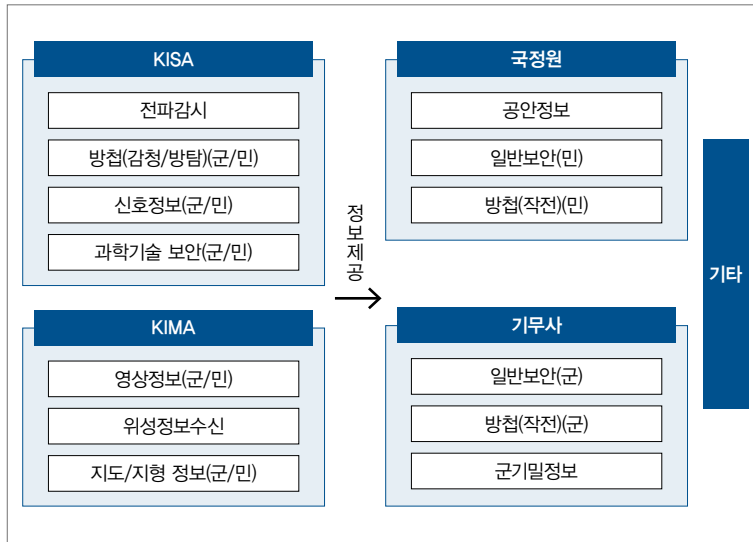 KISA
전파감시
방첩(감청/방탐)(군/민)
신호정보(군/민)
과학기술 보안(군/민)
KIMA
영상정보(군/민)
위성정보수신
지도/지형 정보(군/민)
정보제공
국정원
공안정보
일반보안(민)
방첩(작전)(민)
기무사
일반보안(군)
방첩(작전)(군)
군기밀정보
기타